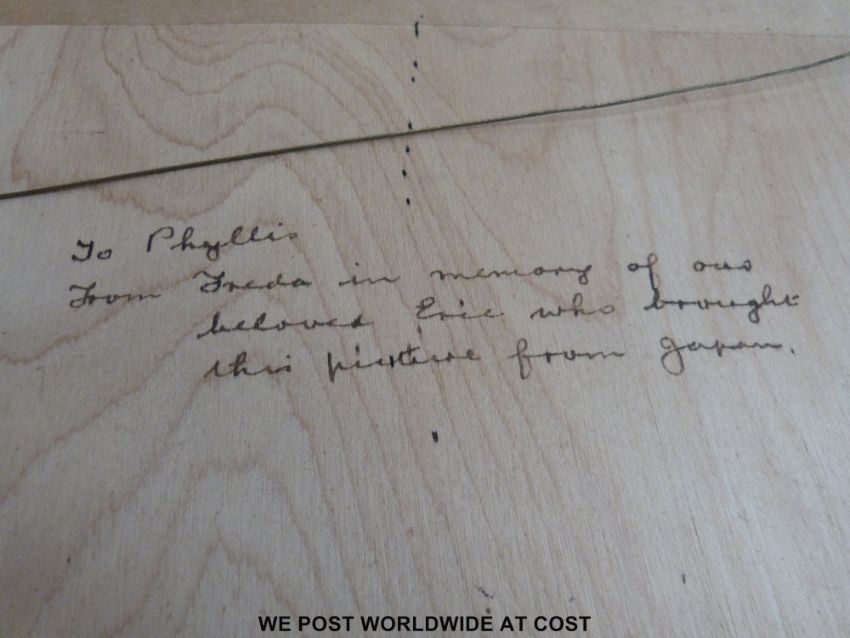 To Phyllis
From Freda in memory of our
beloved Eric who brought
this picture from Japan.
WE POST WORLDWIDE AT COST